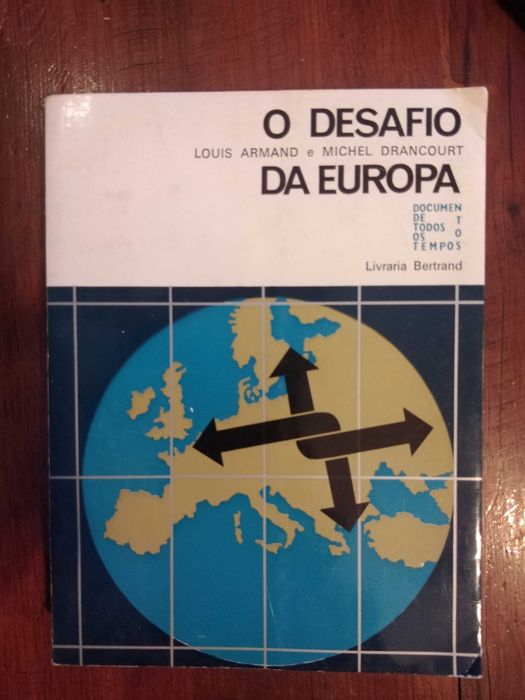 O DESAFIO
LOUIS ARMAND e MICHEL DRANCOURT
DA EUROPA
DOCUMEN
DE T
TODOS
OS O
TEMPOS
Livraria Bertrand